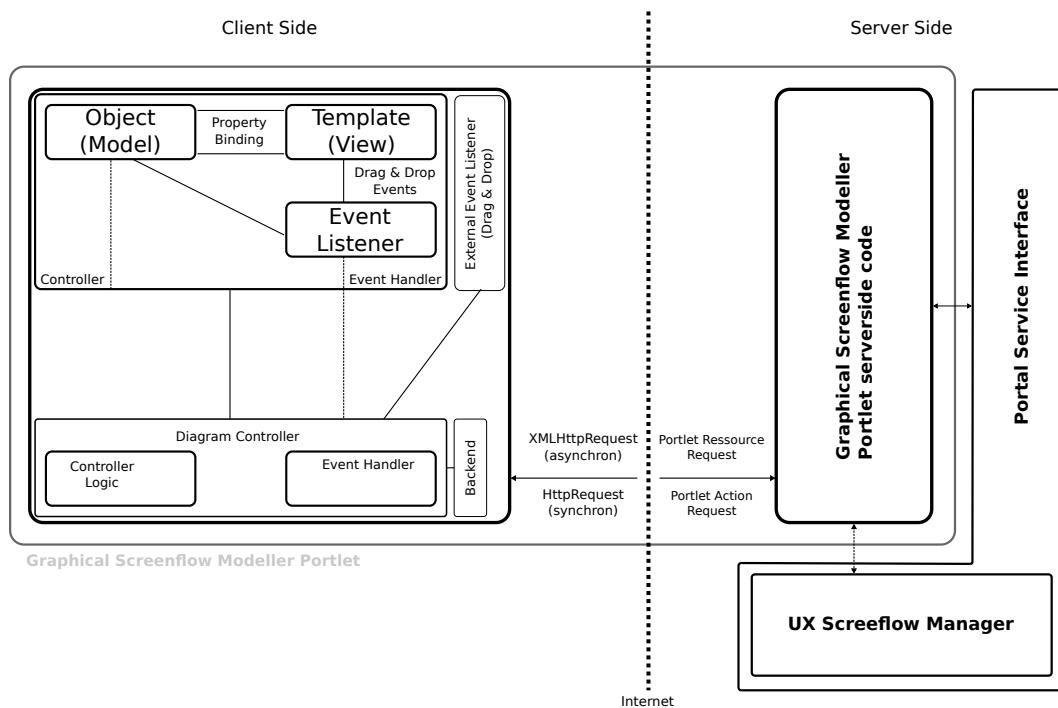 Client Side
Server Side
Object
(Model)
Property
Binding
Template
(View)
Drag & Drop
Events
Event
Listener
Controller
Event Handler
External Event Listener
(Drag & Drop)
Diagram Controller
Controller
Logic
Event Handler
Backend
XMLHttpRequest
(asynchron)
HttpRequest
(synchron)
Portlet Ressource
Request
Portlet Action
Request
Graphical Screenflow Modeller
Portlet serverside code
Portal Service Interface
Graphical Screenflow Modeller Portlet
UX Screeflow Manager
Internet